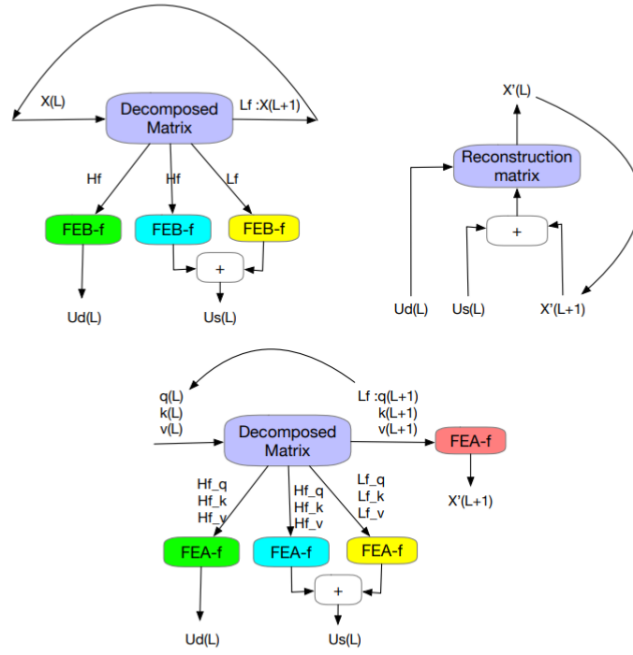 X(L)
Decomposed
Matrix
Lf :X(L+1)
Hf
Hf
Lf
FEB-f
FEB-f
FEB-f
+
Ud(L)
Us(L)
X'(L)
Reconstruction
matrix
+
Ud(L)
Us(L)
X'(L+1)
q(L)
k(L)
v(L)
Decomposed
Matrix
Lf :q(L+1)
k(L+1)
v(L+1)
FEA-f
X'(L+1)
Hf_q
Hf_k
Hf_v
Hf_q
Hf_k
Hf_v
Lf_q
Lf_k
Lf_v
FEA-f
FEA-f
FEA-f
+
Ud(L)
Us(L)